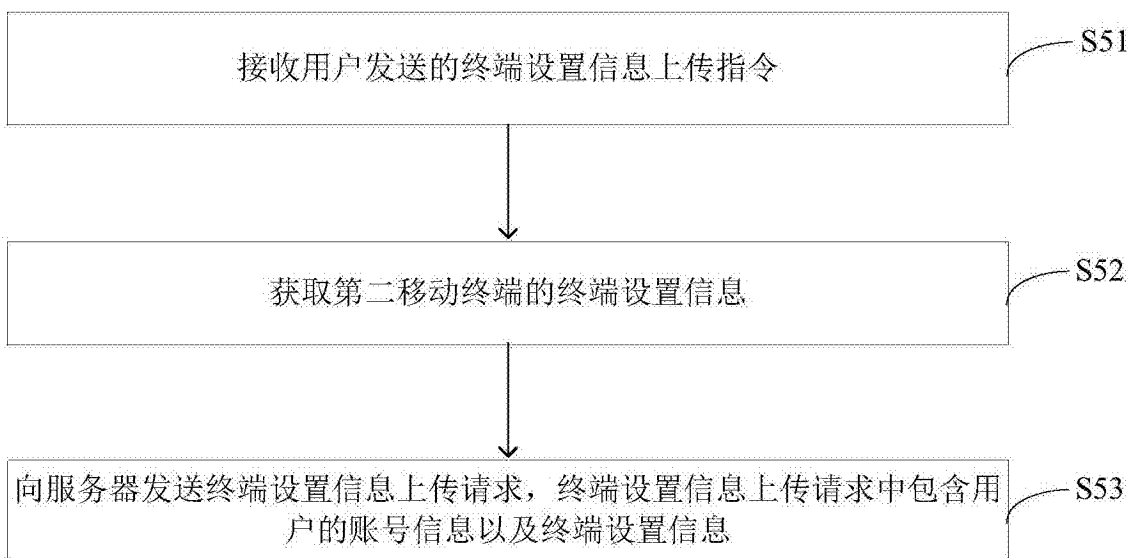 接收用户发送的终端设置信息上传指令
S51
获取第二移动终端的终端设置信息
S52
向服务器发送终端设置信息上传请求，终端设置信息上传请求中包含用
户的账号信息以及终端设置信息
S53